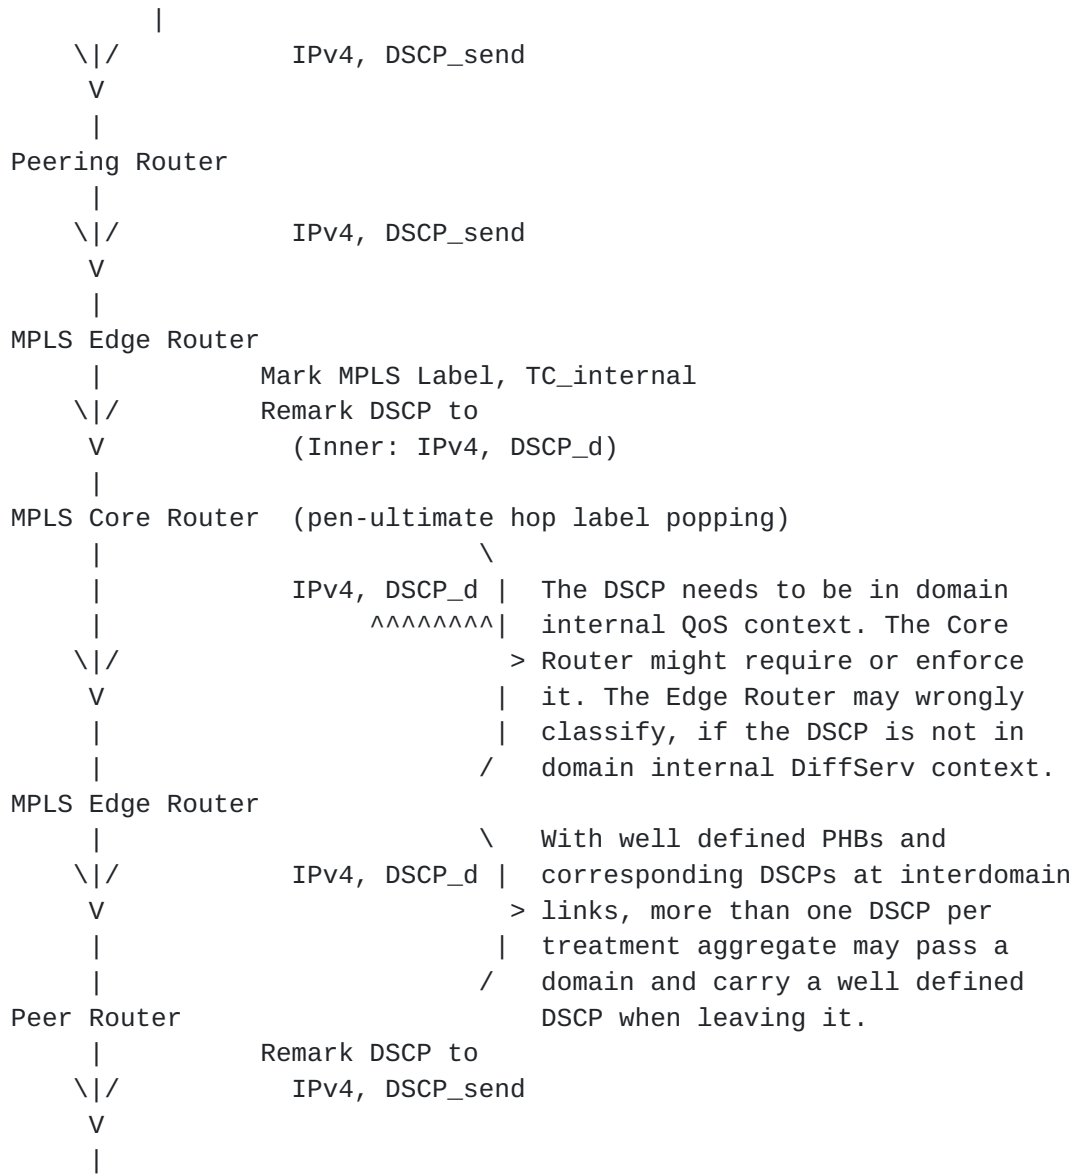 |
\|/ IPv4, DSCP_send
V
|
Peering Router
|
\|/ IPv4, DSCP_send
V
|
MPLS Edge Router
| Mark MPLS Label, TC_internal
\|/ Remark DSCP to
V (Inner: IPv4, DSCP_d)
|
MPLS Core Router (pen-ultimate hop label popping)
| \
| IPv4, DSCP_d | The DSCP needs to be in domain
| ^^^^^^^^| internal QoS context. The Core
\|/ > Router might require or enforce
V | it. The Edge Router may wrongly
| | classify, if the DSCP is not in
| / domain internal DiffServ context.
MPLS Edge Router
| \ With well defined PHBs and
\|/ IPv4, DSCP_d | corresponding DSCPs at interdomain
V > links, more than one DSCP per
| | treatment aggregate may pass a
| / domain and carry a well defined
Peer Router DSCP when leaving it.
| Remark DSCP to
\|/ IPv4, DSCP_send
V
|